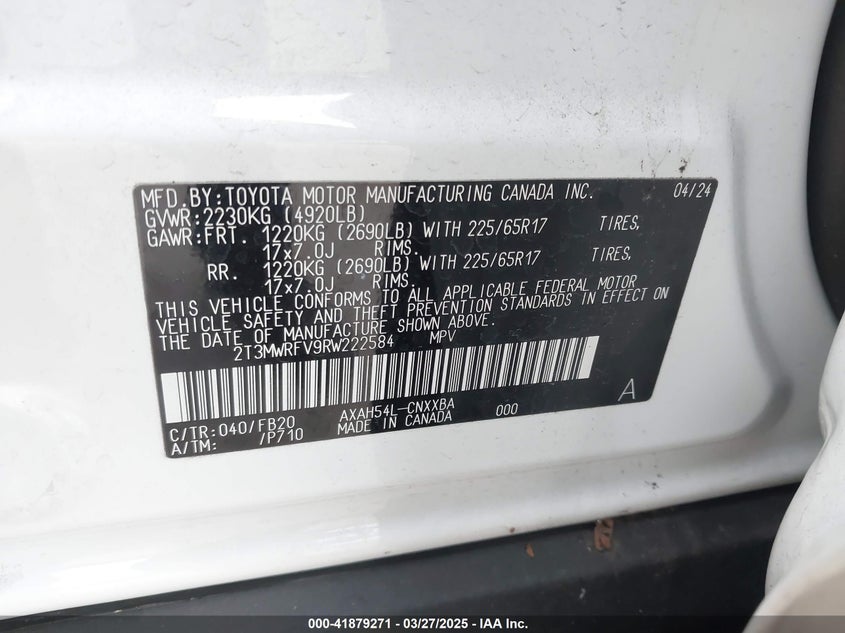 MFD.BY:TOYOTA MOTOR MANUFACTURING CANADA INC. 04/24
GVWR:2230KG (4920LB)
GAWR:FRT. 1220KG (2690LB) WITH 225/65R17 TIRES,
17x7.0J RIMS.
RR. 1220KG (2690LB) WITH 225/65R17 TIRES,
17x7.0J RIMS.
THIS VEHICLE CONFORMS TO ALL APPLICABLE FEDERAL MOTOR
VEHICLE SAFETY AND THEFT PREVENTION STANDARDS IN EFFECT ON
THE DATE OF MANUFACTURE SHOWN ABOVE.
2T3MWRFV9RW222584 MPV
C/TR:040/FB20 AXAH54L-CNXXBA 000 A
A/TM: /P710 MADE IN CANADA
000-41879271 - 03/27/2025 - IAA Inc.